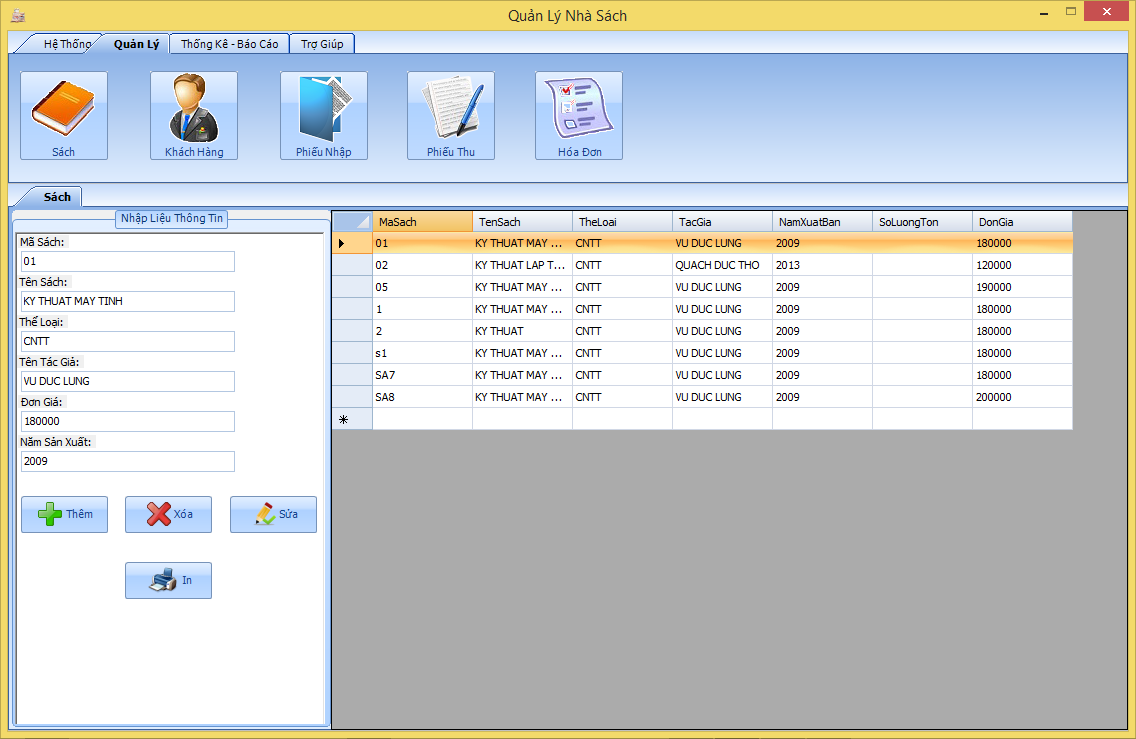 Quản Lý Nhà Sách
Hệ Thống Quản Lý Thống Kê - Báo Cáo Trợ Giúp
Sách Khách Hàng Phiếu Nhập Phiếu Thu Hóa Đơn
Sách
Nhập Liệu Thông Tin
Mã Sách:
01
Tên Sách:
KY THUAT MAY TINH
Thể Loại:
CNTT
Tên Tác Giả:
VU DUC LUNG
Đơn Giá:
180000
Năm Sản Xuất:
2009
Thêm Xóa Sửa
In
MaSach TenSach TheLoai TacGia NamXuatBan SoLuongTon DonGia
01 KY THUAT MAY ... CNTT VU DUC LUNG 2009 180000
02 KY THUAT LAP T... CNTT QUACH DUC THO 2013 120000
05 KY THUAT MAY ... CNTT VU DUC LUNG 2009 190000
1 KY THUAT MAY ... CNTT VU DUC LUNG 2009 180000
2 KY THUAT CNTT VU DUC LUNG 2009 180000
s1 KY THUAT MAY ... CNTT VU DUC LUNG 2009 180000
SA7 KY THUAT MAY ... CNTT VU DUC LUNG 2009 180000
SA8 KY THUAT MAY ... CNTT VU DUC LUNG 2009 200000